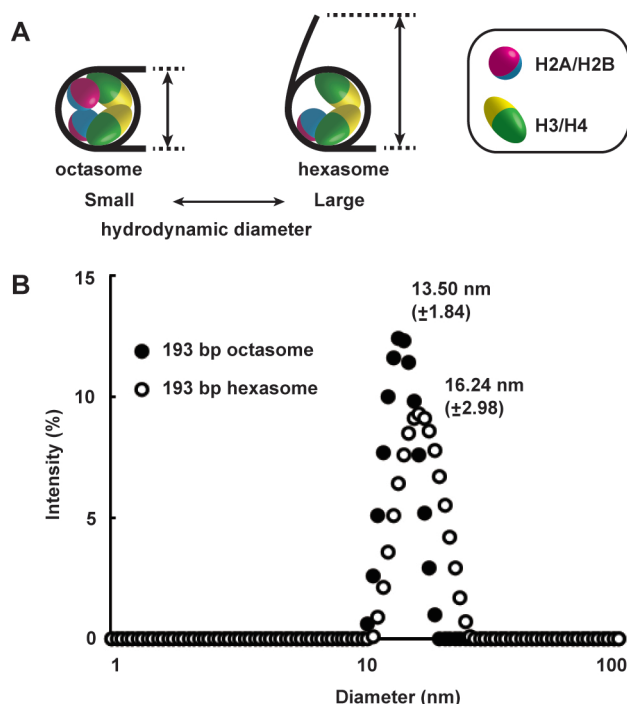 A
H2A/H2B
H3/H4
octasome
hexasome
Small
Large
hydrodynamic diameter
B
15
10
5
0
Intensity (%)
193 bp octasome
193 bp hexasome
13.50 nm
(±1.84)
16.24 nm
(±2.98)
1
10
100
Diameter (nm)